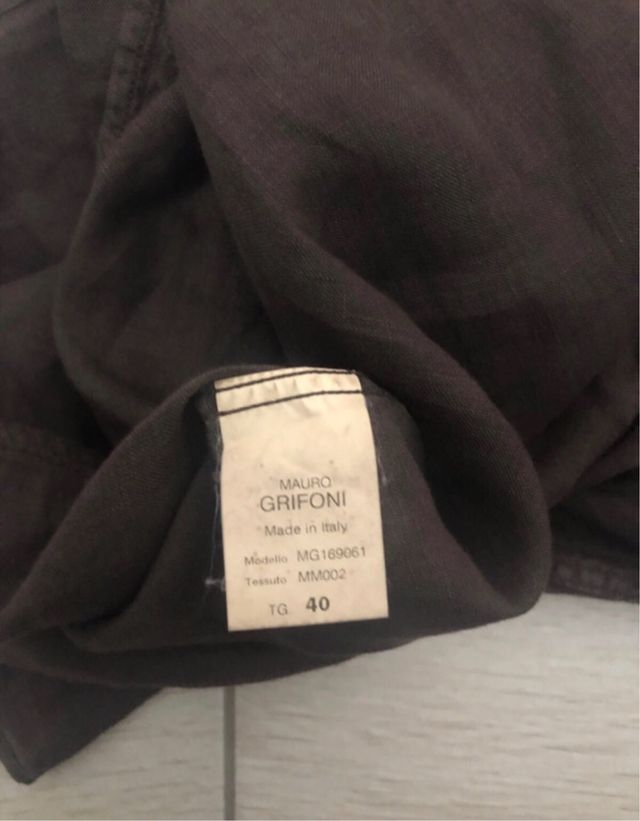 MAURO
GRIFONI
Made in Italy
Modello MG169061
Tessuto MM002
TG. 40